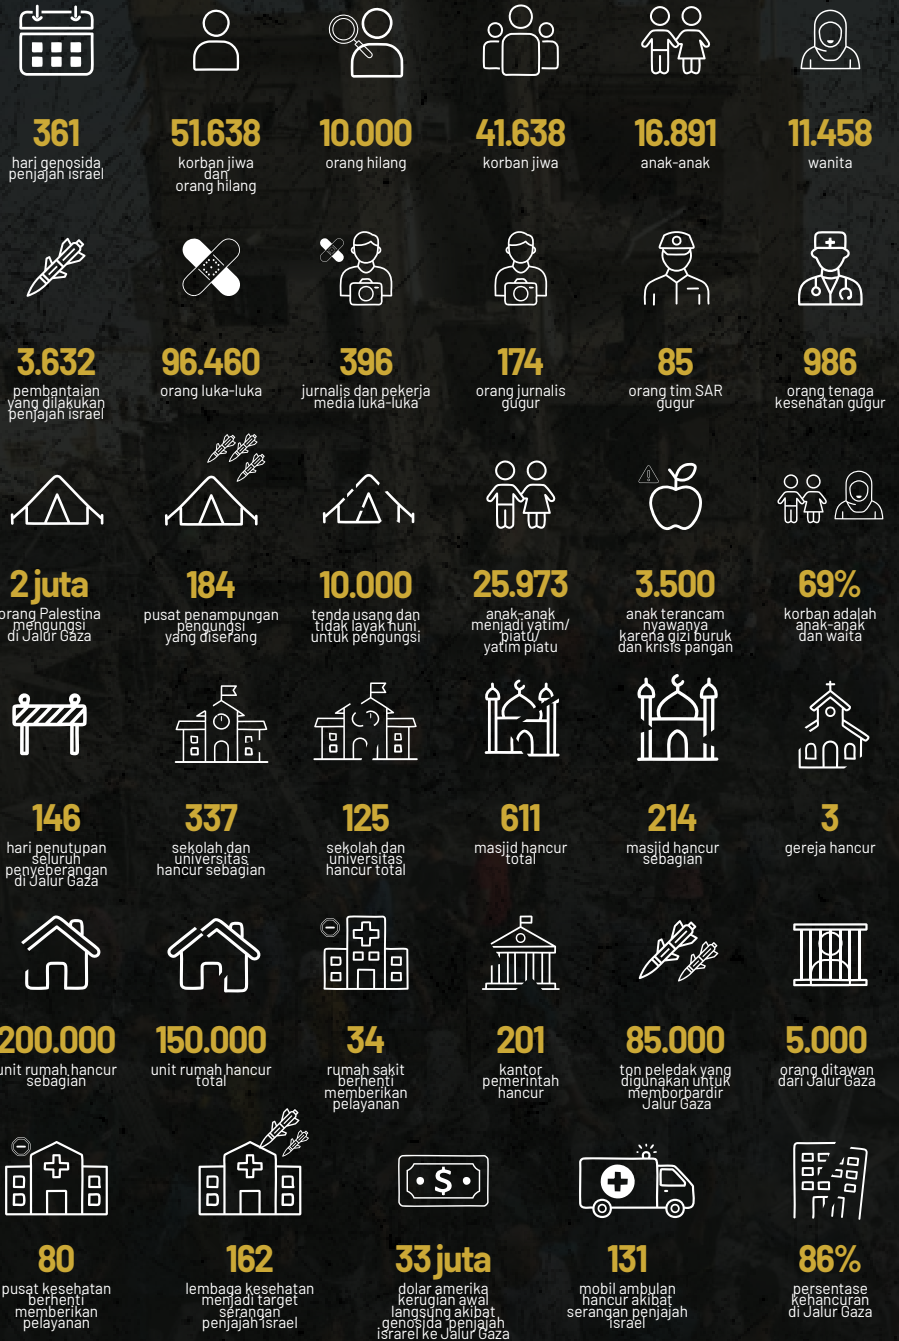 361
hari genosida
penjajah israel
51.638
korban jiwa
dan
orang hilang
10.000
orang hilang
41.638
korban jiwa
16.891
anak-anak
11.458
wanita
3.632
pembantaian
yang dilakukan
penjajah israel
96.460
orang luka-luka
396
jurnalis dan pekerja
media luka-luka
174
orang jurnalis
gugur
85
orang tim SAR
gugur
986
orang tenaga
kesehatan gugur
2 juta
orang Palestina
mengungsi
di Jalur Gaza
184
pusat penampungan
pengungsi
yang diserang
10.000
tenda usang dan
tidak layak huni
untuk pengungsi
25.973
anak-anak
menjadi yatim/
piatu/
yatim piatu
3.500
anak terancam
nyawanya
karena gizi buruk
dan krisis pangan
69%
korban adalah
anak-anak
dan waita
146
hari penutupan
seluruh
penyeberangan
di Jalur Gaza
337
sekolah dan
universitas
hancur sebagian
125
sekolah dan
universitas
hancur total
611
masjid hancur
total
214
masjid hancur
sebagian
3
gereja hancur
200.000
unit rumah hancur
sebagian
150.000
unit rumah hancur
total
34
rumah sakit
berhenti
memberikan
pelayanan
201
kantor
pemerintah
hancur
85.000
ton peledak yang
digunakan untuk
memborbardir
Jalur Gaza
5.000
orang ditawan
dari Jalur Gaza
80
pusat kesehatan
berhenti
memberikan
pelayanan
162
lembaga kesehatan
menjadi target
serangan
penjajah israel
$
33 juta
dolar amerika
kerugian awal
langsung akibat
genosida penjajah
israrel ke Jalur Gaza
131
mobil ambulan
hancur akibat
serangan penjajah
israel
86%
persentase
kehancuran
di Jalur Gaza